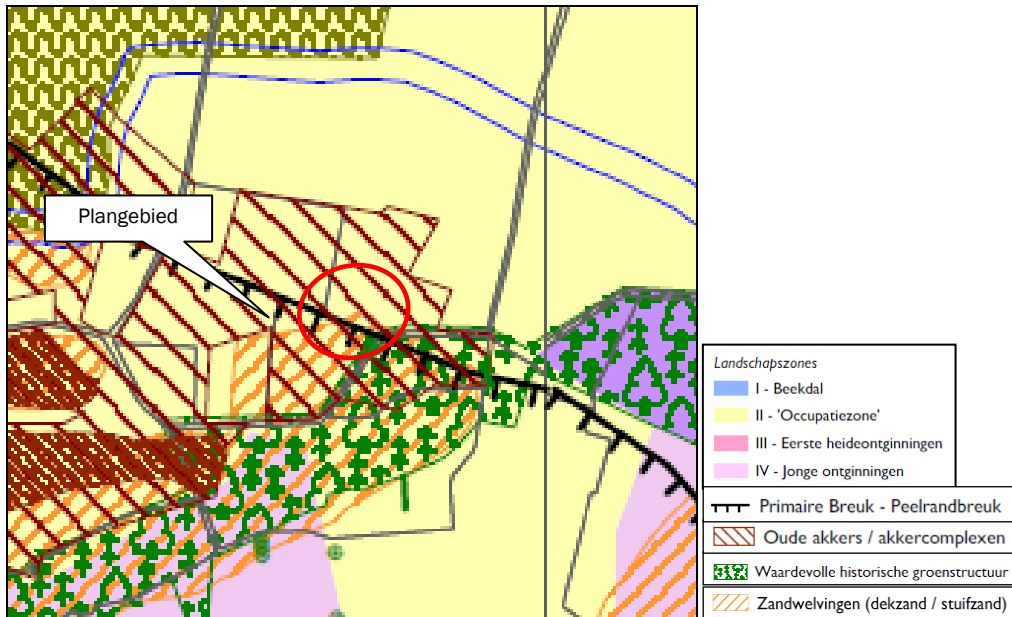 Plangebied
Landschapszones
I - Beekdal
II - 'Occupatiezone'
III - Eerste heideontginningen
IV - Jonge ontginningen
Primaire Breuk - Peelrandbreuk
Oude akkers / akkercomplexen
Waardevolle historische groenstructuur
Zandwelvingen (dekzand / stuifzand)